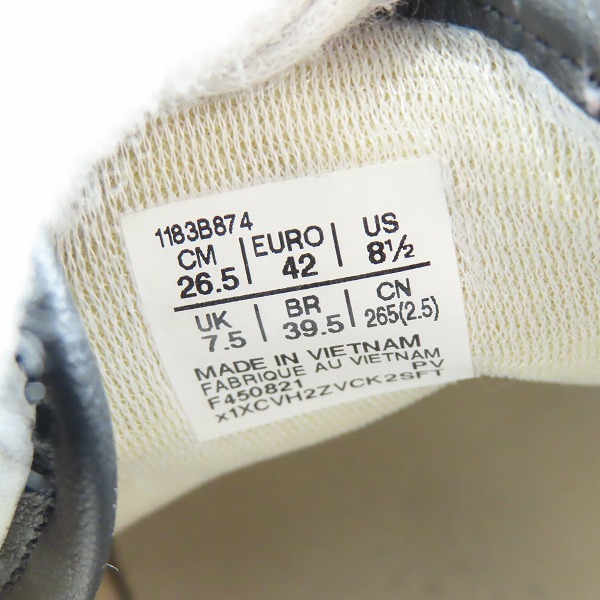 1183B874
CM | EURO | US
26.5 | 42 | 8½
UK | BR | CN
7.5 | 39.5 | 265(2.5)
MADE IN VIETNAM
FABRIQUE AU VIETNAM
F450821 PV
x1XCVH2ZVCK2SFT